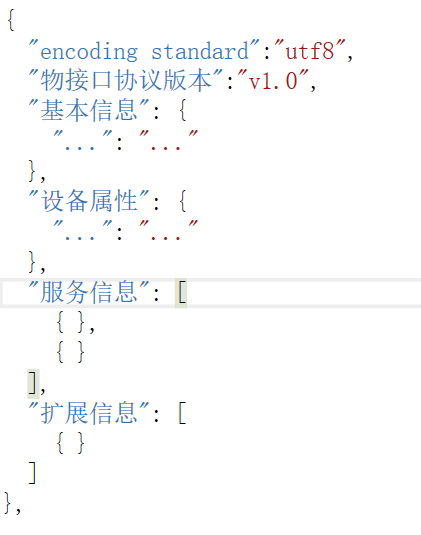 {
  "encoding standard":"utf8",
  "物接口协议版本":"v1.0",
  "基本信息": {
    "...": "..."
  },
  "设备属性": {
    "...": "..."
  },
  "服务信息": [
    { },
    { }
  ],
  "扩展信息": [
    { }
  ]
},